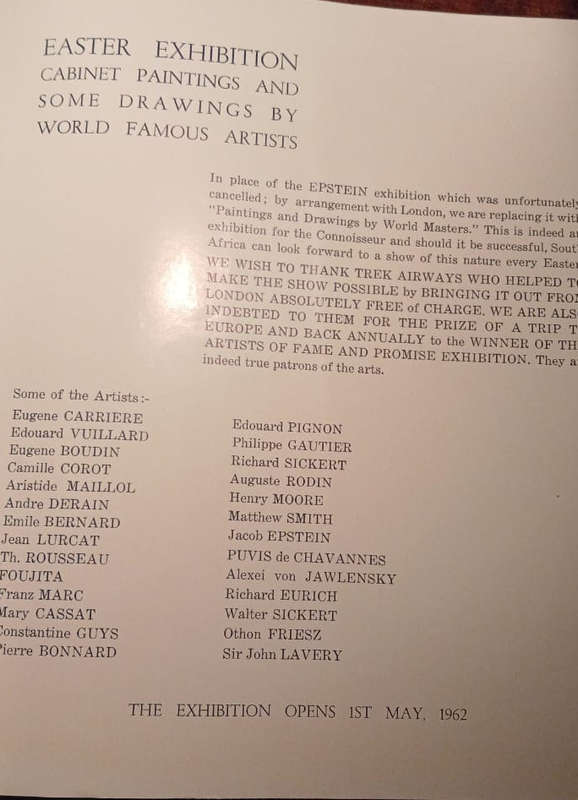 EASTER EXHIBITION
CABINET PAINTINGS AND
SOME DRAWINGS BY
WORLD FAMOUS ARTISTS
In place of the EPSTEIN exhibition which was unfortunately
cancelled; by arrangement with London, we are replacing it with
"Paintings and Drawings by World Masters." This is indeed an
exhibition for the Connoisseur and should it be successful, South
Africa can look forward to a show of this nature every Easter
WE WISH TO THANK TREK AIRWAYS WHO HELPED TO
MAKE THE SHOW POSSIBLE by BRINGING IT OUT FROM
LONDON ABSOLUTELY FREE of CHARGE. WE ARE ALS
INDEBTED TO THEM FOR THE PRIZE OF A TRIP T
EUROPE AND BACK ANNUALLY to the WINNER OF TH
ARTISTS OF FAME AND PROMISE EXHIBITION. They a
indeed true patrons of the arts.
Some of the Artists:-
Eugene CARRIERE
Edouard VUILLARD
Eugene BOUDIN
Camille COROT
Aristide MAILLOL
Andre DERAIN
Emile BERNARD
Jean LURCAT
Th. ROUSSEAU
FOUJITA
Franz MARC
Mary CASSAT
Constantine GUYS
Pierre BONNARD
Edouard PIGNON
Philippe GAUTIER
Richard SICKERT
Auguste RODIN
Henry MOORE
Matthew SMITH
Jacob EPSTEIN
PUVIS de CHAVANNES
Alexei von JAWLENSKY
Richard EURICH
Walter SICKERT
Othon FRIESZ
Sir John LAVERY
THE EXHIBITION OPENS 1ST MAY, 1962